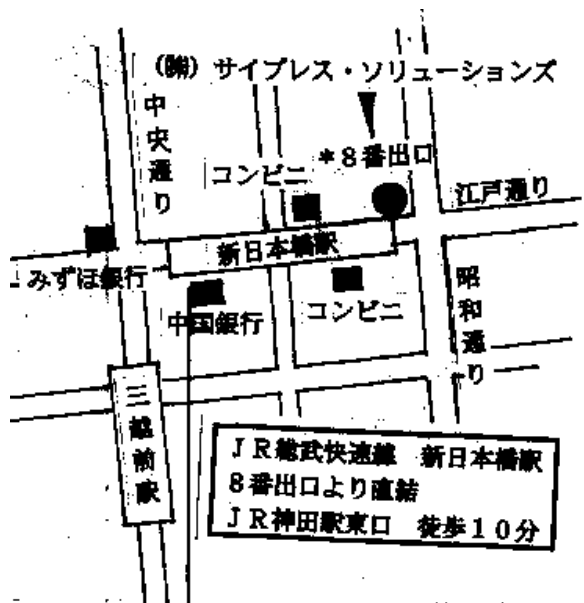 (株) サイプレス・ソリューションズ
中央通り
コンビニ
*8番出口
江戸通り
新日本橋駅
みずほ銀行
中国銀行
コンビニ
昭和通り
三越前駅
JR総武快速線 新日本橋駅
8番出口より直結
JR神田駅東口 徒歩10分